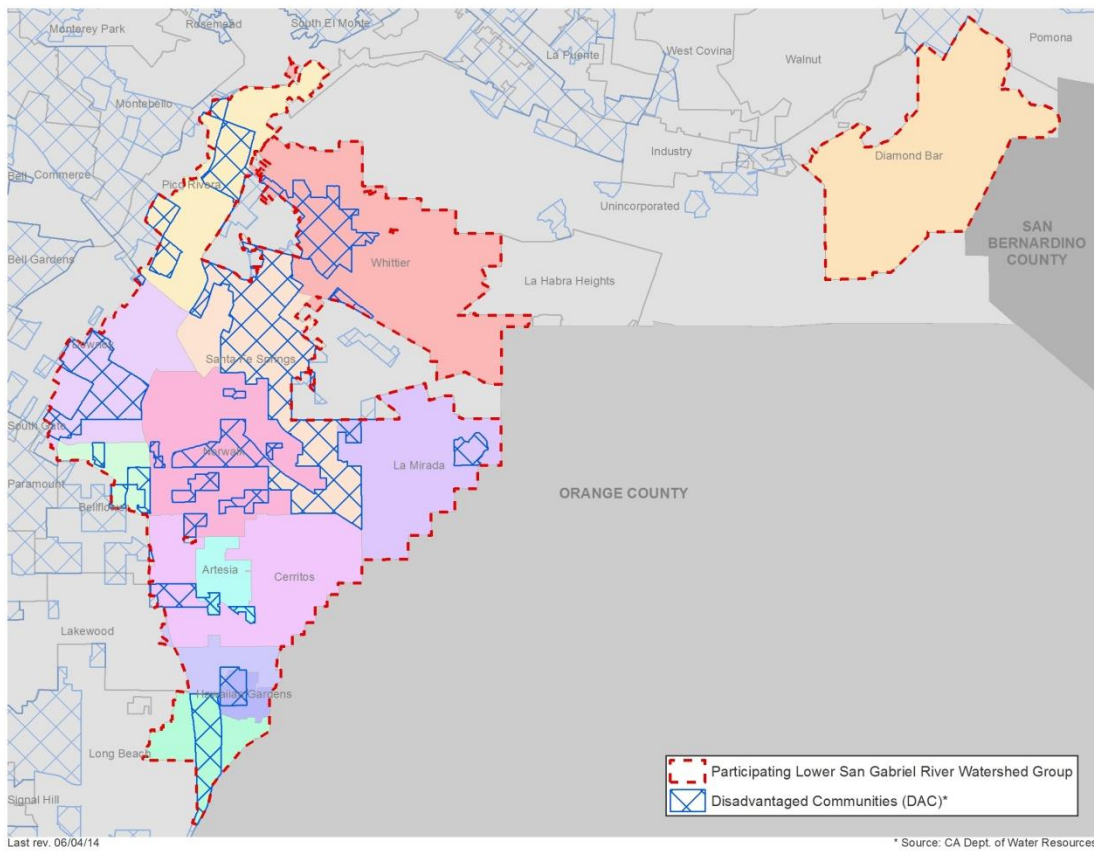 Monterey Park
Rosemead
South El Monte
La Puente
West Covina
Walnut
Pomona
Montebello
Industry
Diamond Bar
Bell
Commerce
Pico Rivera
Unincorporated
SAN
BERNARDINO
COUNTY
Bell Gardens
Whittier
La Habra Heights
Downey
Santa Fe Springs
South Gate
Norwalk
La Mirada
Paramount
ORANGE COUNTY
Bellflower
Artesia
Cerritos
Lakewood
Hawaiian Gardens
Long Beach
Participating Lower San Gabriel River Watershed Group
Disadvantaged Communities (DAC)*
Signal Hill
Last rev. 06/04/14
* Source: CA Dept. of Water Resources